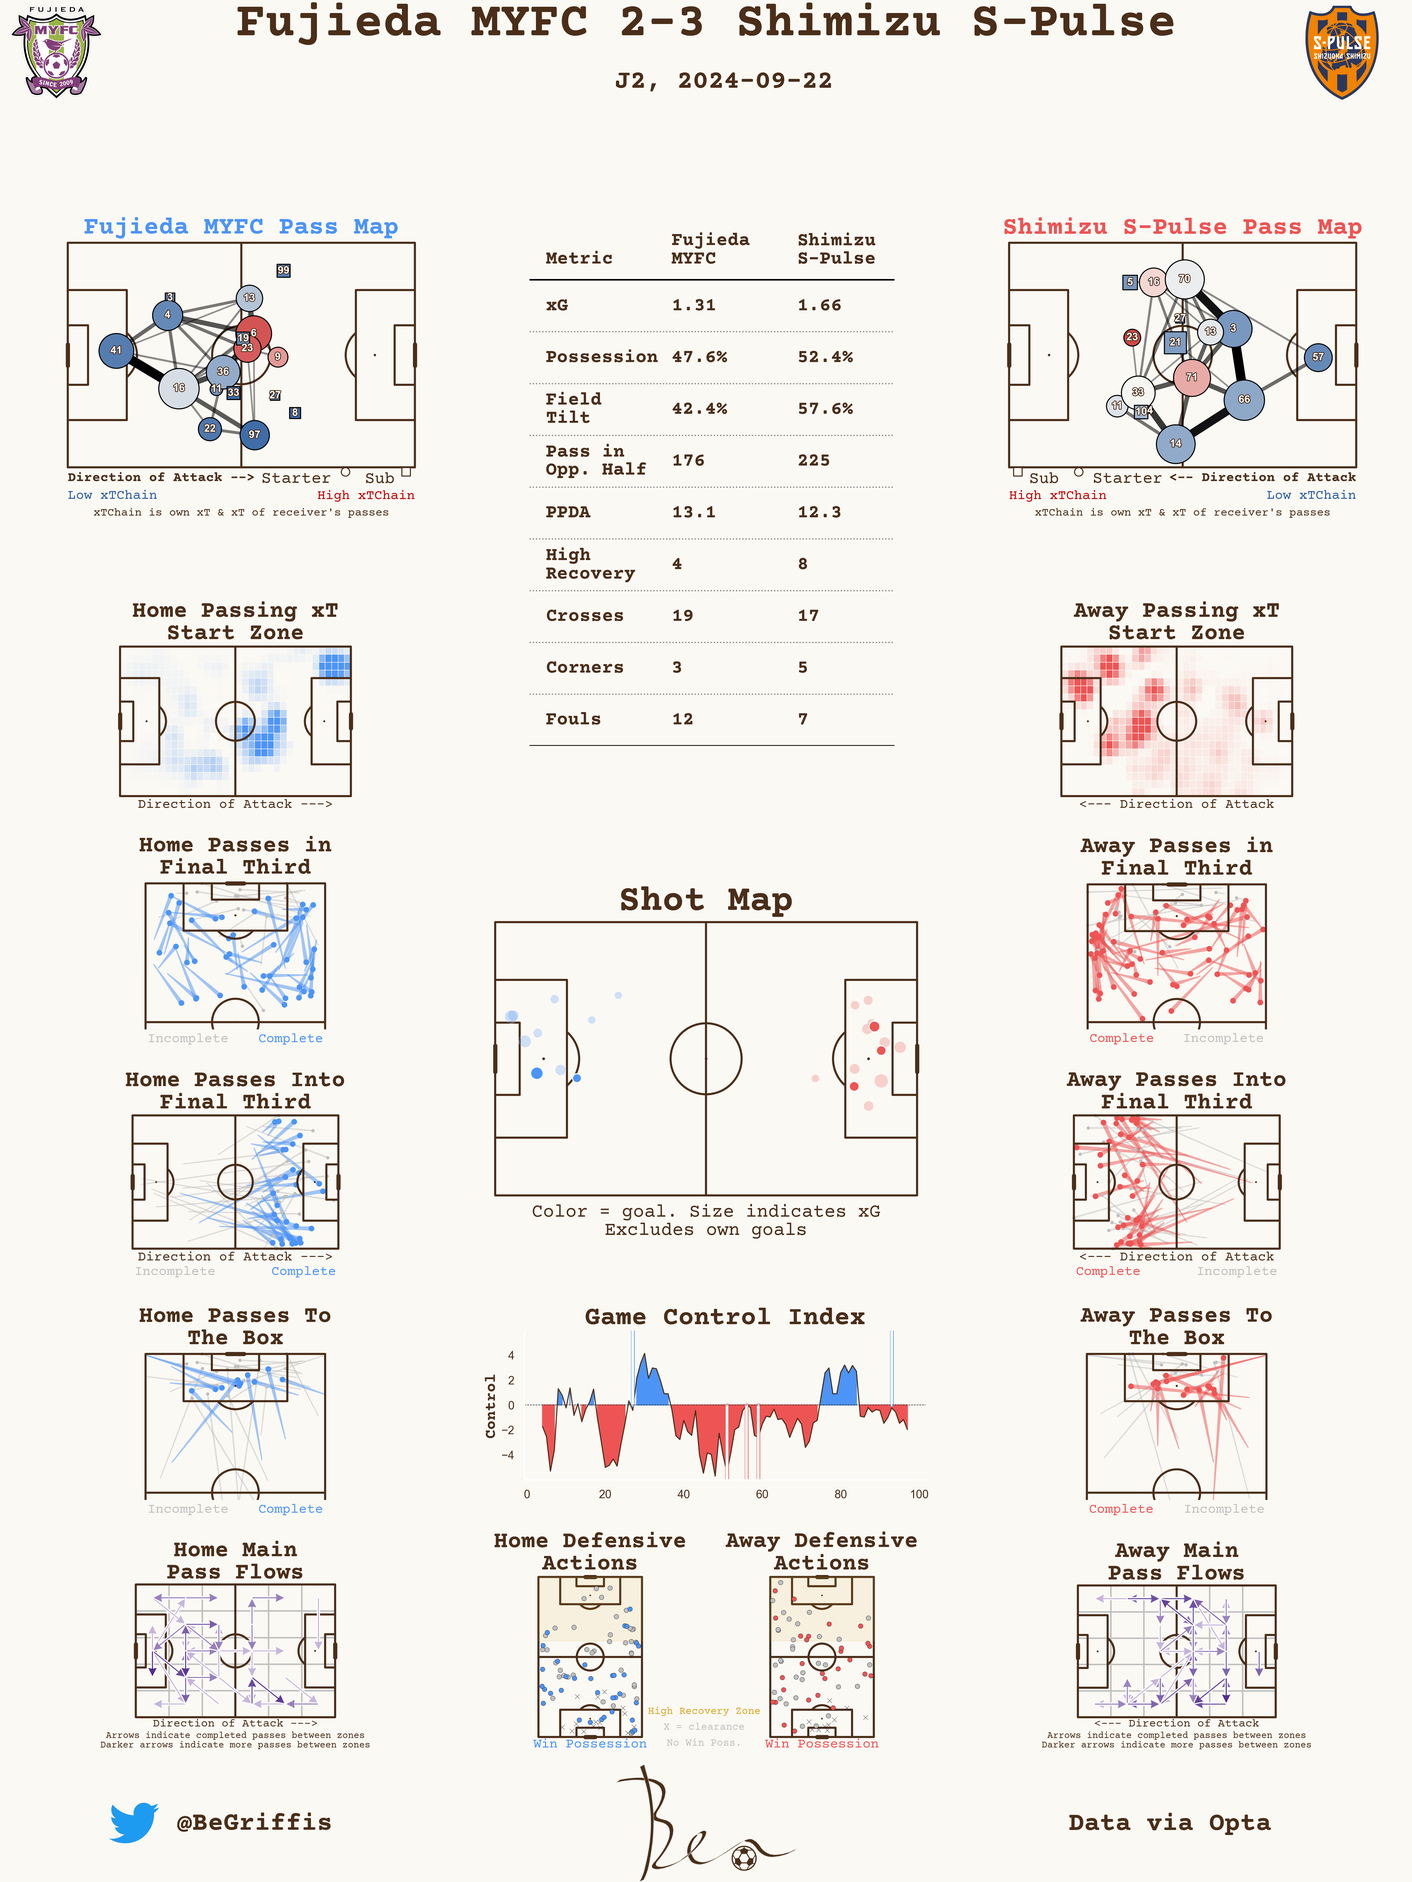 FUJIEDA
MYFC
SINCE 2009
Fujieda MYFC 2-3 Shimizu S-Pulse
J2, 2024-09-22
S-PULSE
SHIZUOKA SHIMIZU
Fujieda MYFC Pass Map
99
3
13
4
6
19
23
41
9
36
16
11
33
27
8
22
97
Direction of Attack --> Starter Sub
Low xTChain High xTChain
xTChain is own xT & xT of receiver's passes
Metric Fujieda MYFC Shimizu S-Pulse
xG 1.31 1.66
Possession 47.6% 52.4%
Field Tilt 42.4% 57.6%
Pass in Opp. Half 176 225
PPDA 13.1 12.3
High Recovery 4 8
Crosses 19 17
Corners 3 5
Fouls 12 7
Shimizu S-Pulse Pass Map
5
16
70
27
13
3
23
21
57
71
33
66
11
10
4
14
Sub Starter <-- Direction of Attack
High xTChain Low xTChain
xTChain is own xT & xT of receiver's passes
Home Passing xT
Start Zone
Direction of Attack --->
Away Passing xT
Start Zone
<--- Direction of Attack
Home Passes in
Final Third
Incomplete Complete
Away Passes in
Final Third
Complete Incomplete
Shot Map
Color = goal. Size indicates xG
Excludes own goals
Home Passes Into
Final Third
Direction of Attack --->
Incomplete Complete
Away Passes Into
Final Third
<--- Direction of Attack
Complete Incomplete
Home Passes To
The Box
Incomplete Complete
Game Control Index
Control
4
2
0
−2
−4
0 20 40 60 80 100
Away Passes To
The Box
Complete Incomplete
Home Main
Pass Flows
Direction of Attack --->
Arrows indicate completed passes between zones
Darker arrows indicate more passes between zones
Home Defensive
Actions
Win Possession
High Recovery Zone
X = clearance
No Win Poss.
Away Defensive
Actions
Win Possession
Away Main
Pass Flows
<--- Direction of Attack
Arrows indicate completed passes between zones
Darker arrows indicate more passes between zones
@BeGriffis
Ben
Data via Opta